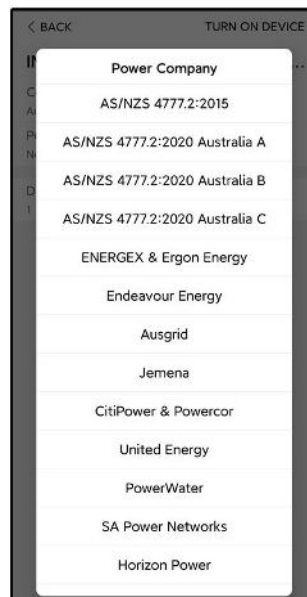 < BACK
TURN ON DEVICE
IN
...
Power Company
AS/NZS 4777.2:2015
AS/NZS 4777.2:2020 Australia A
AS/NZS 4777.2:2020 Australia B
AS/NZS 4777.2:2020 Australia C
ENERGEX & Ergon Energy
Endeavour Energy
Ausgrid
Jemena
CitiPower & Powercor
United Energy
PowerWater
SA Power Networks
Horizon Power